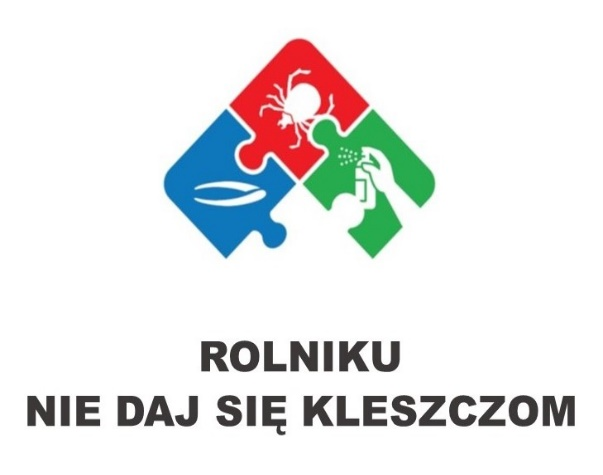 ROLNIKU
NIE DAJ SIĘ KLESZCZOM